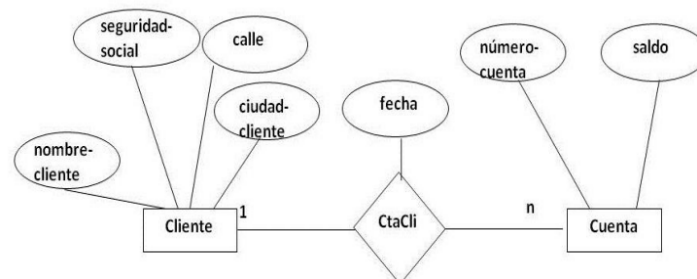 seguridad-
social
calle
número-
cuenta
saldo
fecha
ciudad-
cliente
nombre-
cliente
Cliente
1
CtaCli
n
Cuenta